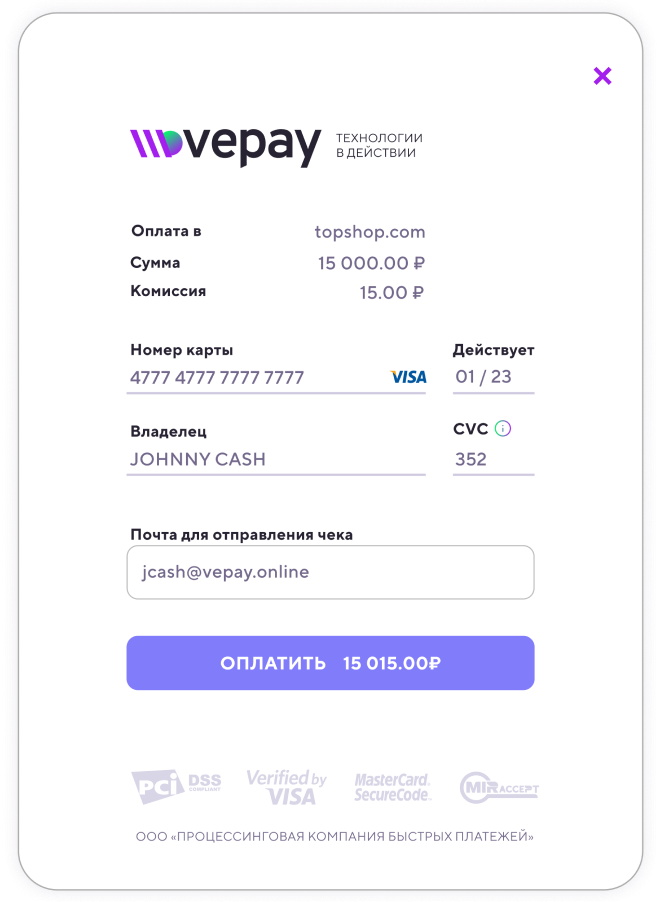 vepay ТЕХНОЛОГИИ
В ДЕЙСТВИИ
Оплата в topshop.com
Сумма 15 000.00 ₽
Комиссия 15.00 ₽
Номер карты Действует
4777 4777 7777 7777 VISA 01 / 23
Владелец CVC
JOHNNY CASH 352
Почта для отправления чека
jcash@vepay.online
ОПЛАТИТЬ 15 015.00₽
PCi DSS COMPLIANT
Verified by VISA
MasterCard. SecureCode.
MIR ACCEPT
ООО «ПРОЦЕССИНГОВАЯ КОМПАНИЯ БЫСТРЫХ ПЛАТЕЖЕЙ»